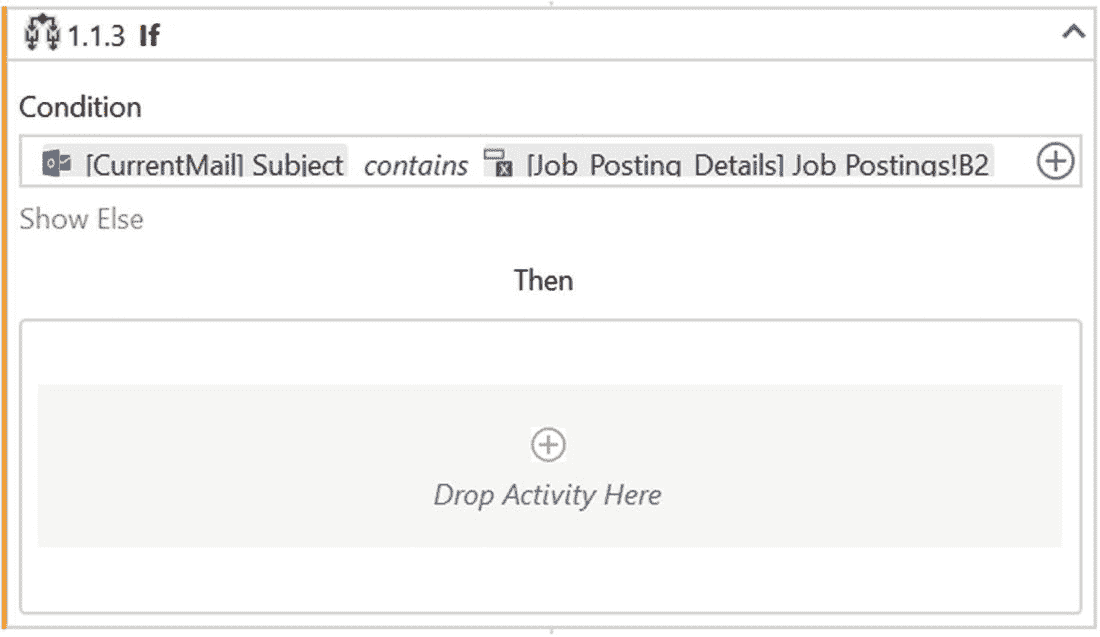 1.1.3 If
Condition
[CurrentMail] Subject contains [Job Posting Details] Job Postings!B2
Show Else
Then
Drop Activity Here